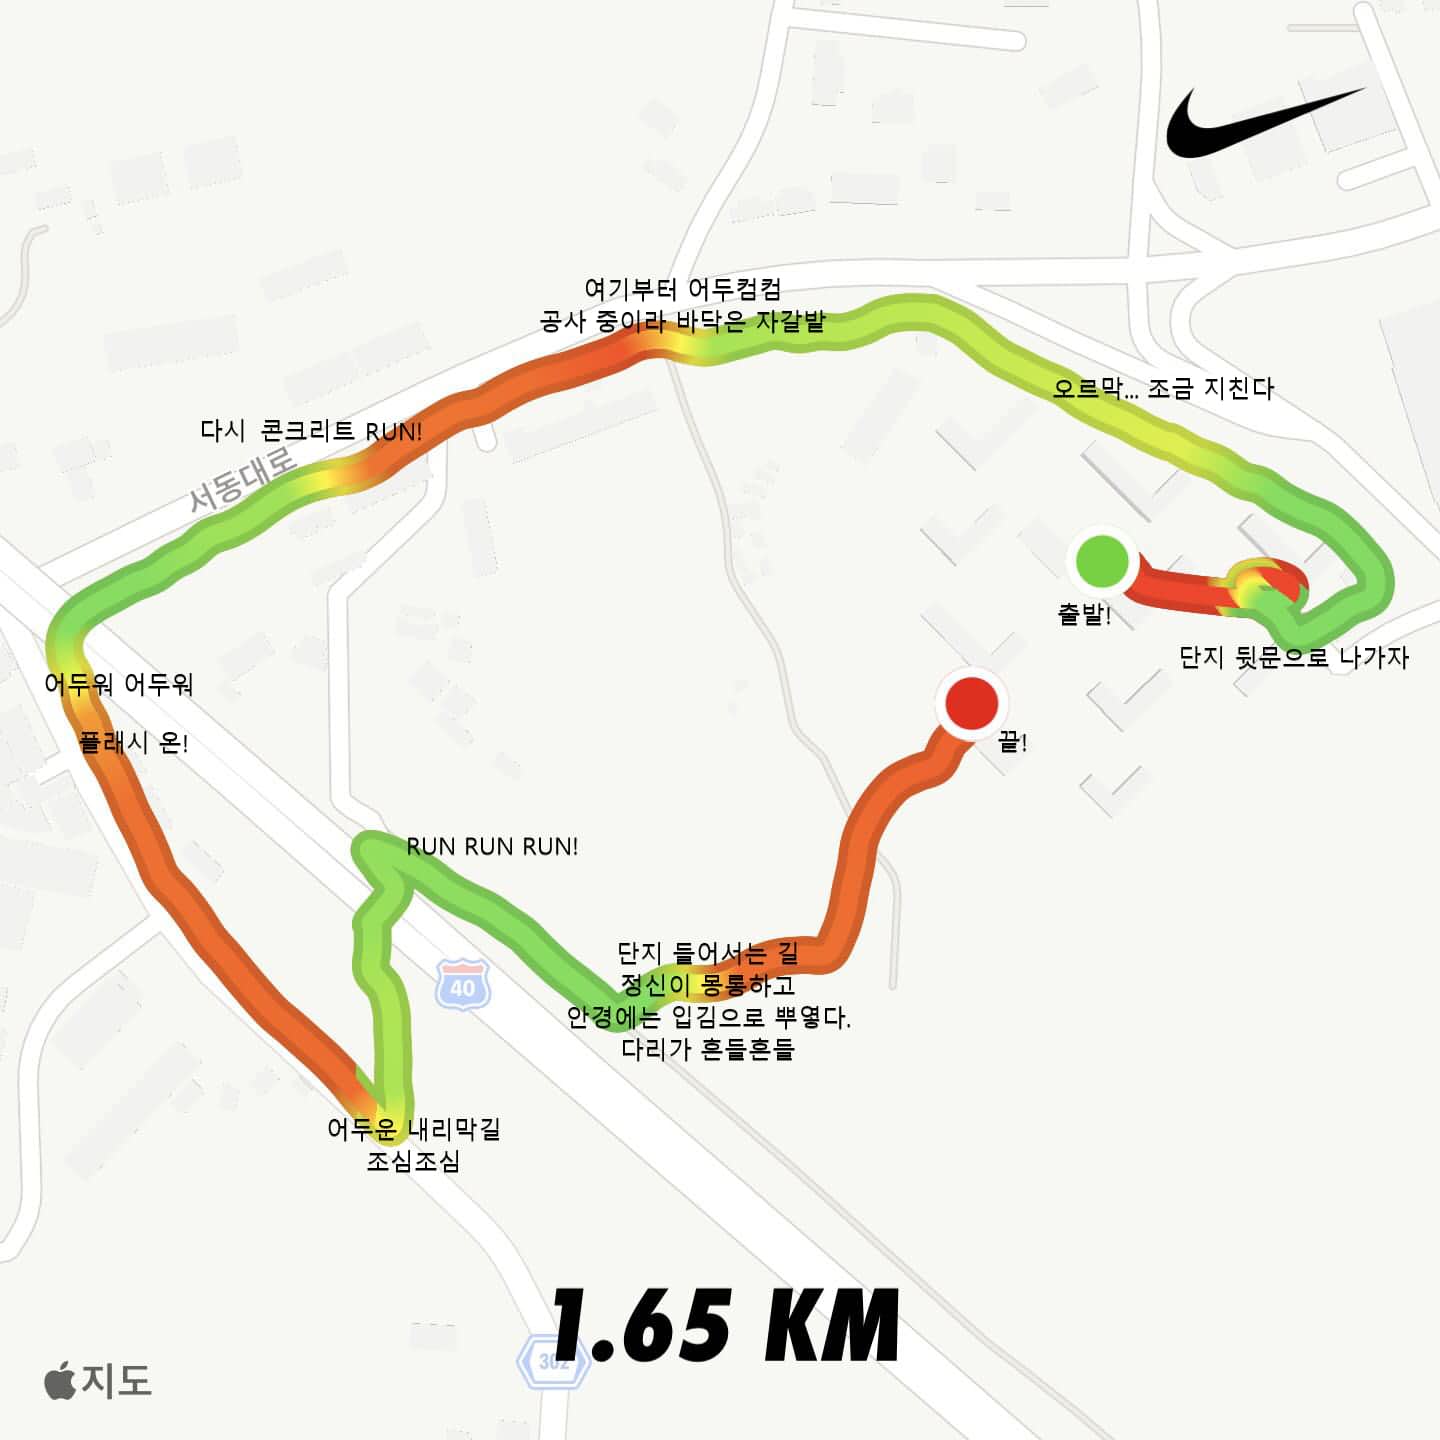 여기부터 어두컴컴
공사 중이라 바닥은 자갈밭
오르막... 조금 지친다
다시 콘크리트 RUN!
서동대로
출발!
단지 뒷문으로 나가자
어두워 어두워
플래시 온!
끝!
RUN RUN RUN!
단지 들어서는 길
정신이 몽롱하고
안경에는 입김으로 뿌옇다.
다리가 흔들흔들
40
어두운 내리막길
조심조심
1.65 KM
302
지도